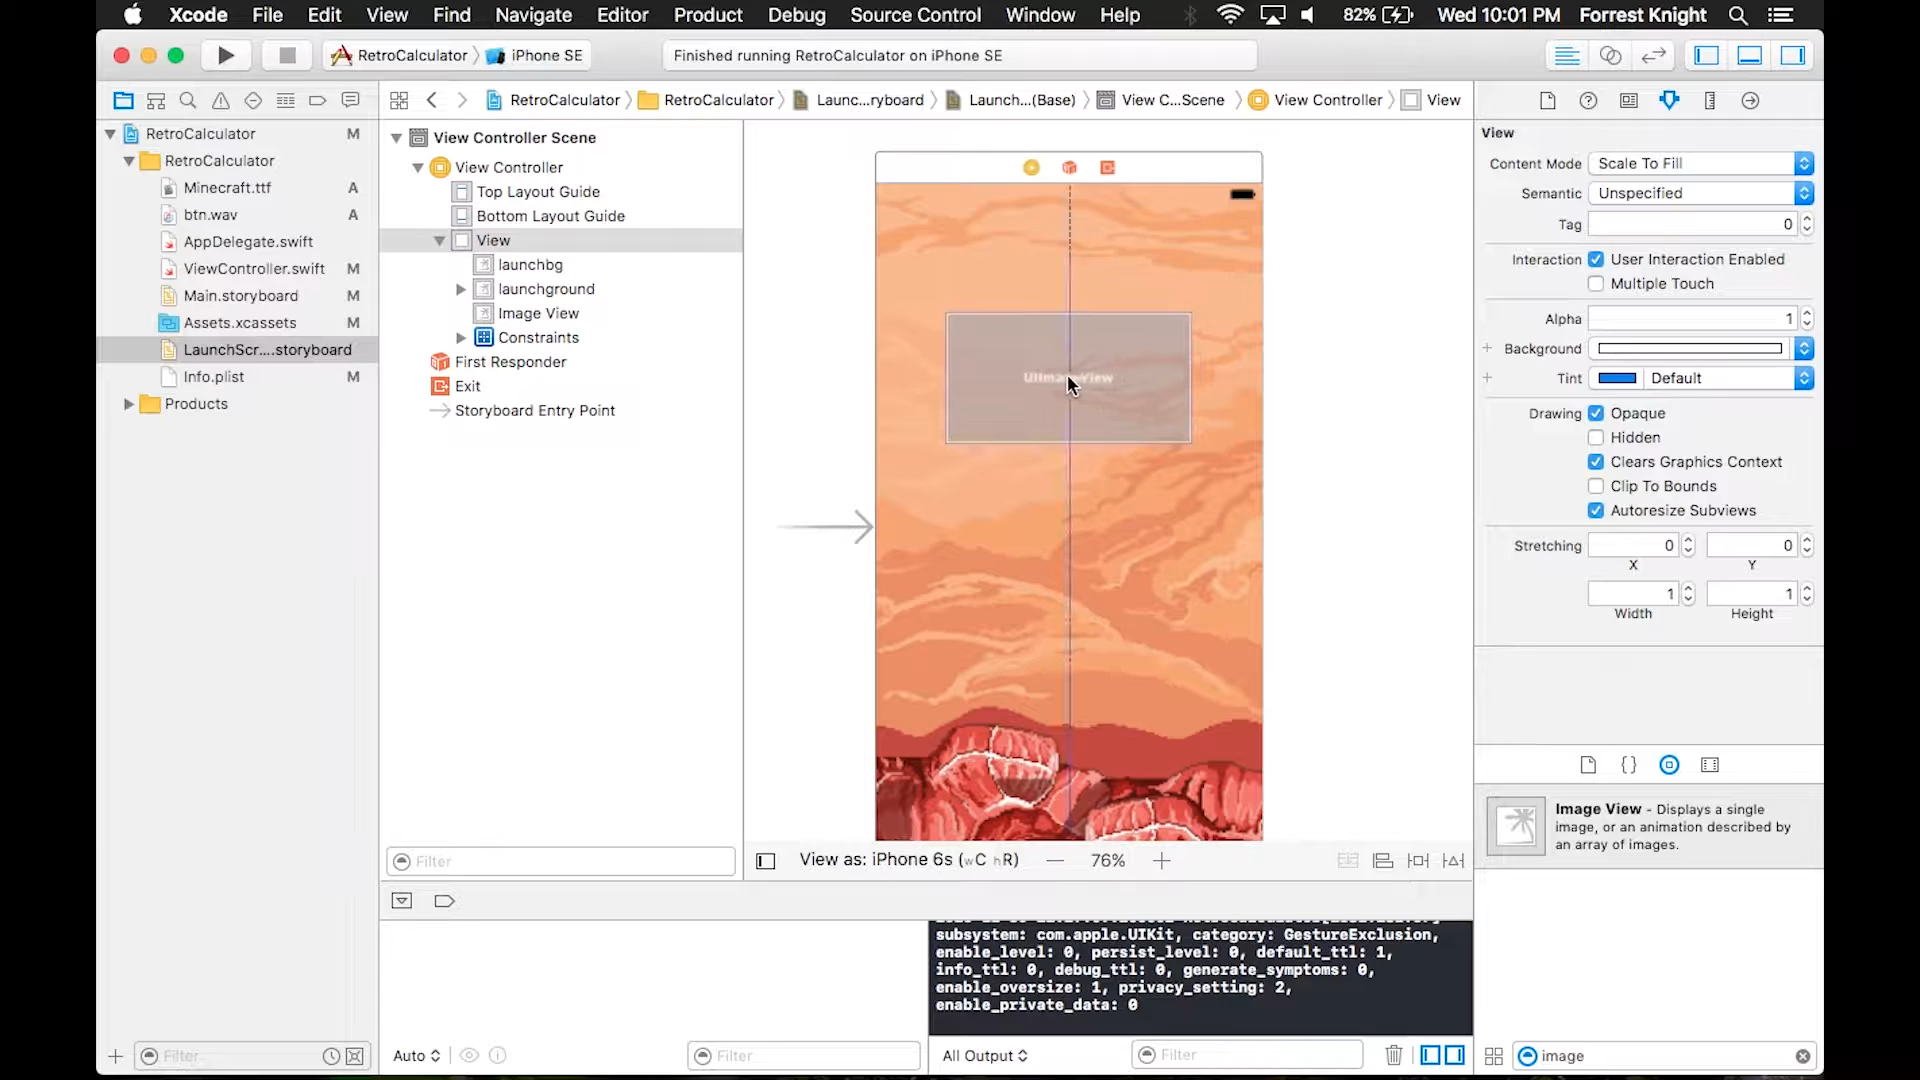 Xcode File Edit View Find Navigate Editor Product Debug Source Control Window Help 82% Wed 10:01 PM Forrest Knight
RetroCalculator iPhone SE Finished running RetroCalculator on iPhone SE
RetroCalculator RetroCalculator Launc...ryboard Launch...(Base) View C...Scene View Controller View
RetroCalculator M
RetroCalculator
Minecraft.ttf A
btn.wav A
AppDelegate.swift
ViewController.swift M
Main.storyboard M
Assets.xcassets M
LaunchScr....storyboard
Info.plist M
Products
View Controller Scene
View Controller
Top Layout Guide
Bottom Layout Guide
View
launchbg
launchground
Image View
Constraints
First Responder
Exit
Storyboard Entry Point
Filter
View as: iPhone 6s (wC hR) — 76% +
View
Content Mode Scale To Fill
Semantic Unspecified
Tag 0
Interaction User Interaction Enabled
Multiple Touch
Alpha 1
+ Background
+ Tint Default
Drawing Opaque
Hidden
Clears Graphics Context
Clip To Bounds
Autoresize Subviews
Stretching 0 0
X Y
1 1
Width Height
{}
Image View - Displays a single
image, or an animation described by
an array of images.
subsystem: com.apple.UIKit, category: GestureExclusion,
enable_level: 0, persist_level: 0, default_ttl: 1,
info_ttl: 0, debug_ttl: 0, generate_symptoms: 0,
enable_oversize: 1, privacy_setting: 2,
enable_private_data: 0
+ Filter Auto Filter All Output Filter image